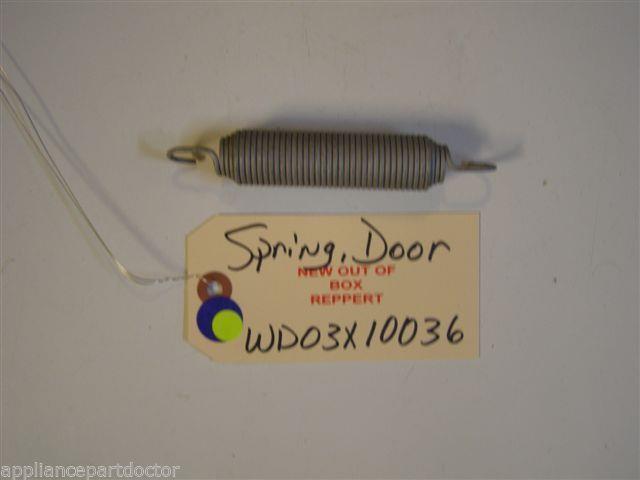 Spring, Door
NEW OUT OF
BOX
REPPERT
WD03X10036
appliancepartdoctor